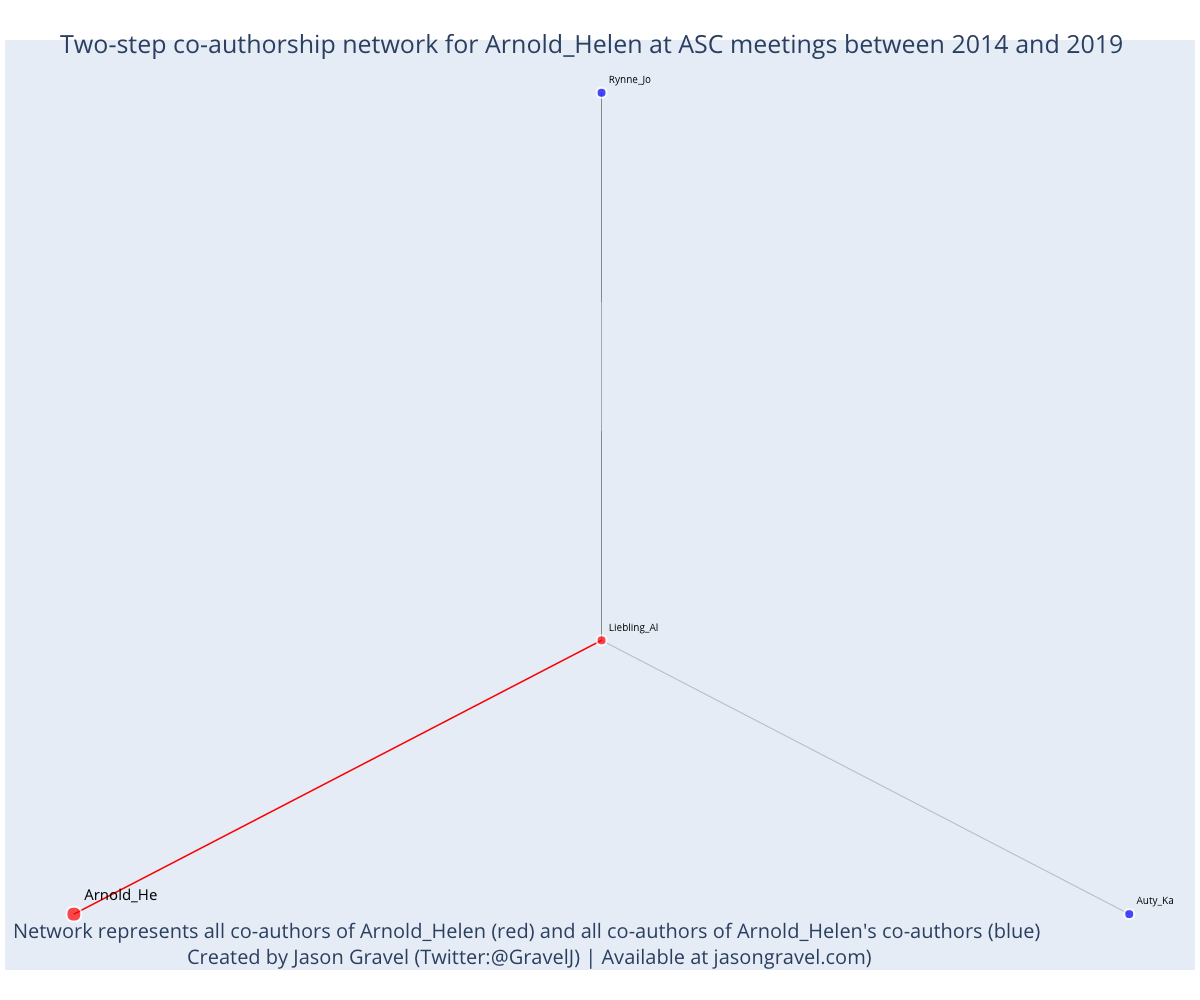 Two-step co-authorship network for Arnold_Helen at ASC meetings between 2014 and 2019
Rynne_Jo
Liebling_Al
Arnold_He
Auty_Ka
Network represents all co-authors of Arnold_Helen (red) and all co-authors of Arnold_Helen's co-authors (blue)
Created by Jason Gravel (Twitter:@GravelJ) | Available at jasongravel.com)